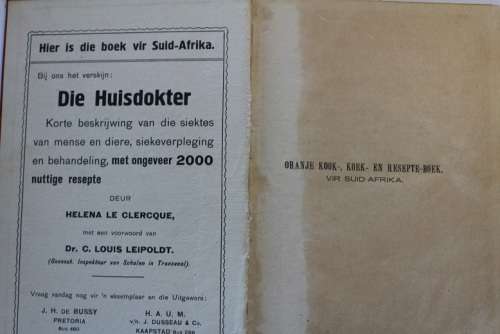 Hier is die boek vir Suid-Afrika.
Bij ons het verskijn:
Die Huisdokter
Korte beskrijwing van die siektes
van mense en diere, siekeverpleging
en behandeling, met ongeveer 2000
nuttige resepte
DEUR
HELENA LE CLERCQUE,
met een voorwoord van
Dr. C. LOUIS LEIPOLDT.
(Geneesk. Inspekteur van Scholen in Transvaal).
Vraag vandag nog vir 'n eksemplaar and die Uitgewers:
J. H. DE BUSSY
PRETORIA
BUS 460
H. A. U. M.
v/h. J. DUSSEAU & Co.
KAAPSTAD
ORANJE KOOK-, KOEK- EN RESEPTE-BOEK.
VIR SUID AFRIKA.